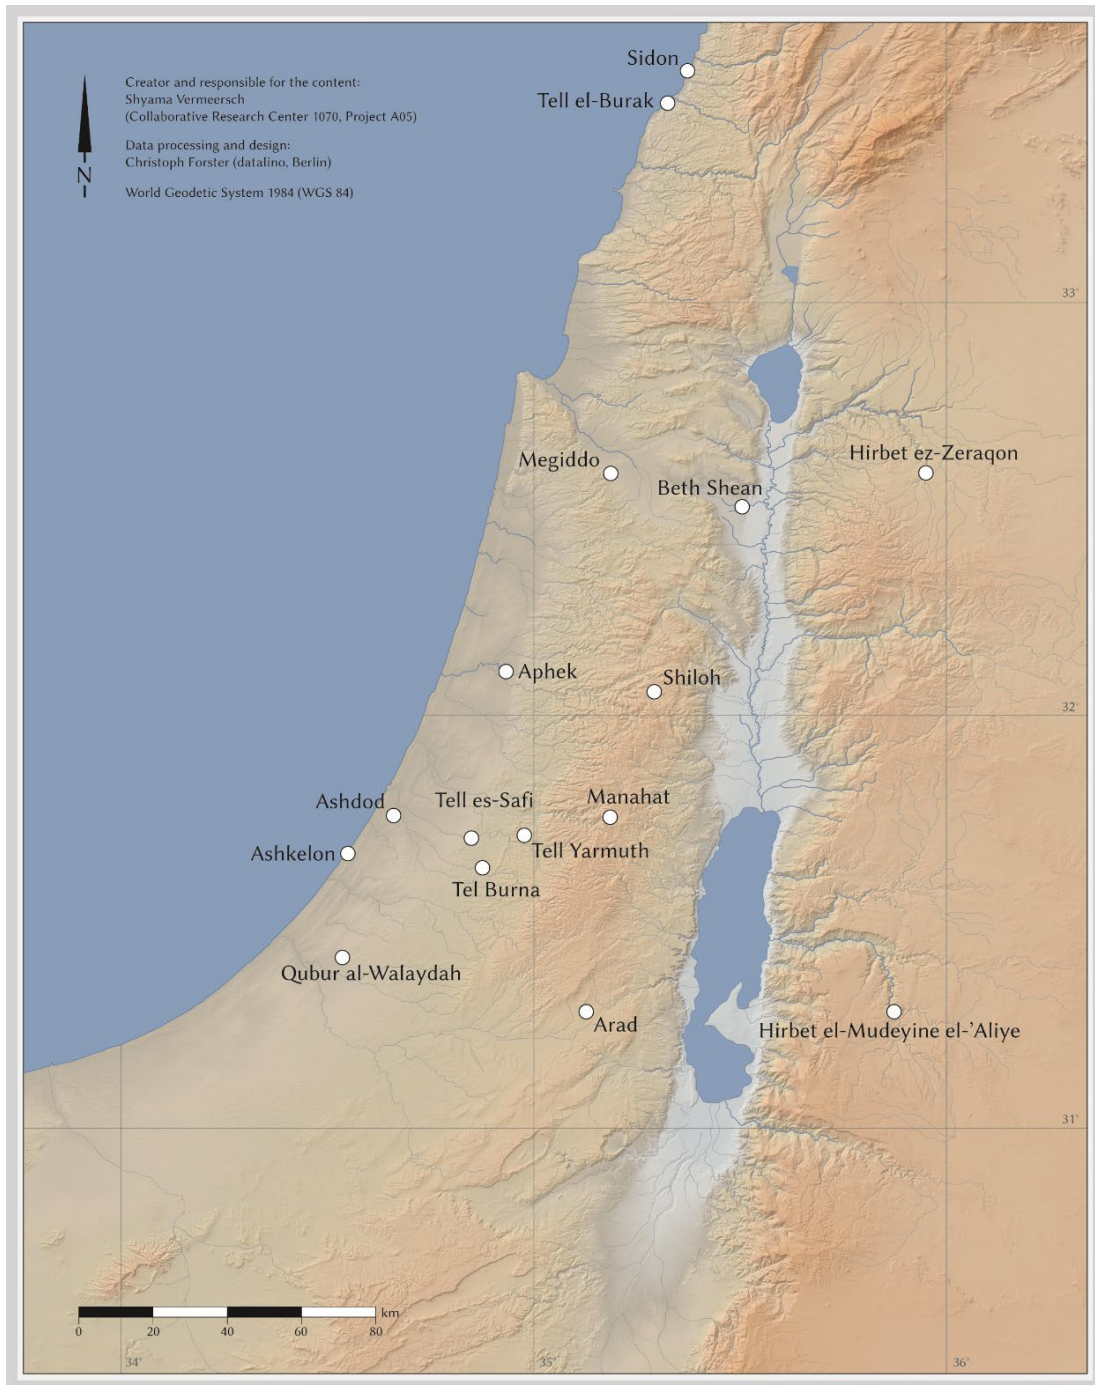 Creator and responsible for the content:
Shyama Vermeersch
(Collaborative Research Center 1070, Project A05)
Data processing and design:
Christoph Forster (datalino, Berlin)
World Geodetic System 1984 (WGS 84)
N
Sidon
Tell el-Burak
33°
Megiddo
Hirbet ez-Zeraqon
Beth Shean
Aphek
Shiloh
32°
Ashdod
Tell es-Safi
Manahat
Ashkelon
Tell Yarmuth
Tel Burna
Qubur al-Walaydah
Arad
Hirbet el-Mudeyine el-'Aliye
31°
km
0 20 40 60 80
34° 35° 36°